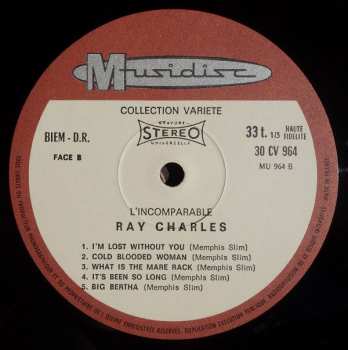 Musidisc
COLLECTION VARIETE
BIEM - D.R.
GRAVURE
STEREO
UNIVERSELLE
33 t. 1/3 HAUTE FIDELITE
FACE B
30 CV 964
MU 964 B
L'INCOMPARABLE
RAY CHARLES
1. I'M LOST WITHOUT YOU (Memphis Slim)
2. COLD BLOODED WOMAN (Memphis Slim)
3. WHAT IS THE MARE RACK (Memphis Slim)
4. IT'S BEEN SO LONG (Memphis Slim)
5. BIG BERTHA (Memphis Slim)